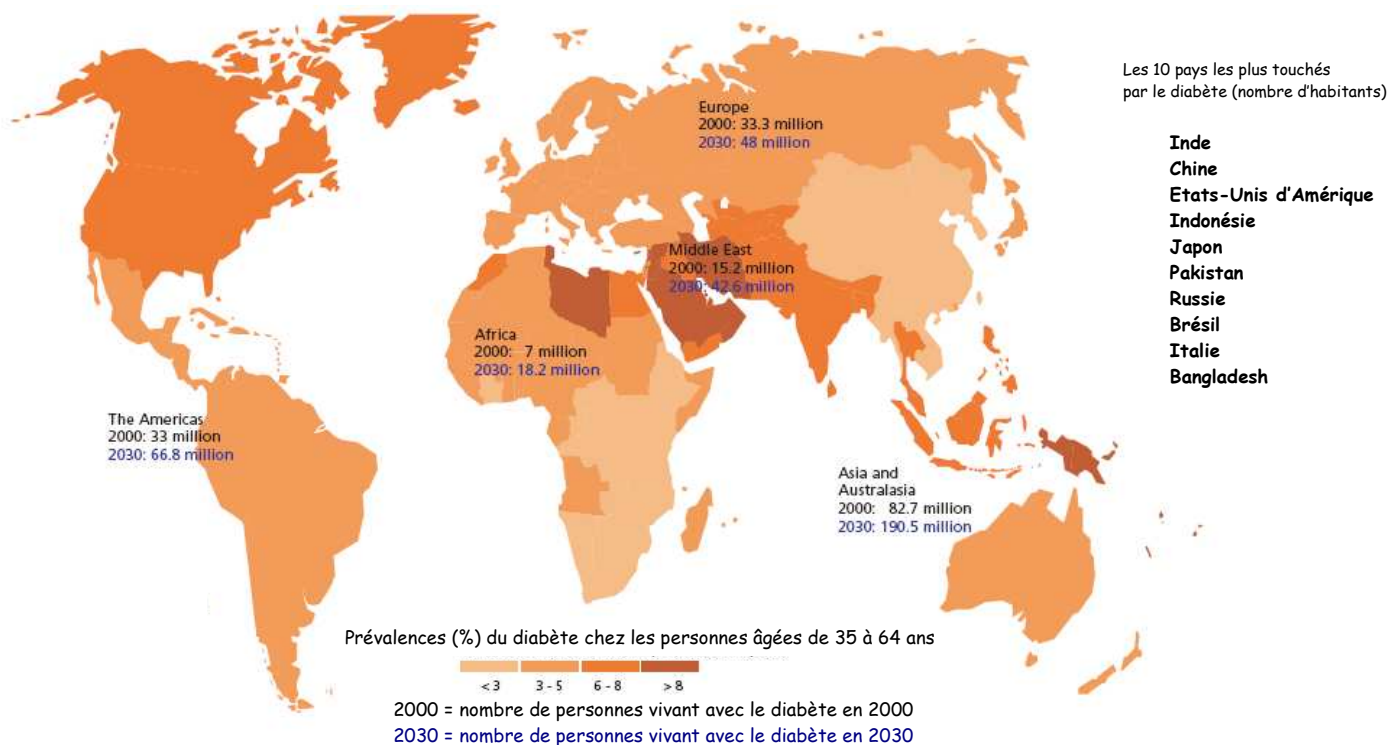 Les 10 pays les plus touchés
par le diabète (nombre d'habitants)
Inde
Chine
Etats-Unis d'Amérique
Indonésie
Japon
Pakistan
Russie
Brésil
Italie
Bangladesh
Europe
2000: 33.3 million
2030: 48 million
Middle East
2000: 15.2 million
2030: 42.6 million
Africa
2000: 7 million
2030: 18.2 million
The Americas
2000: 33 million
2030: 66.8 million
Asia and
Australasia
2000: 82.7 million
2030: 190.5 million
Prévalences (%) du diabète chez les personnes âgées de 35 à 64 ans
<3 3-5 6-8 >8
2000 = nombre de personnes vivant avec le diabète en 2000
2030 = nombre de personnes vivant avec le diabète en 2030